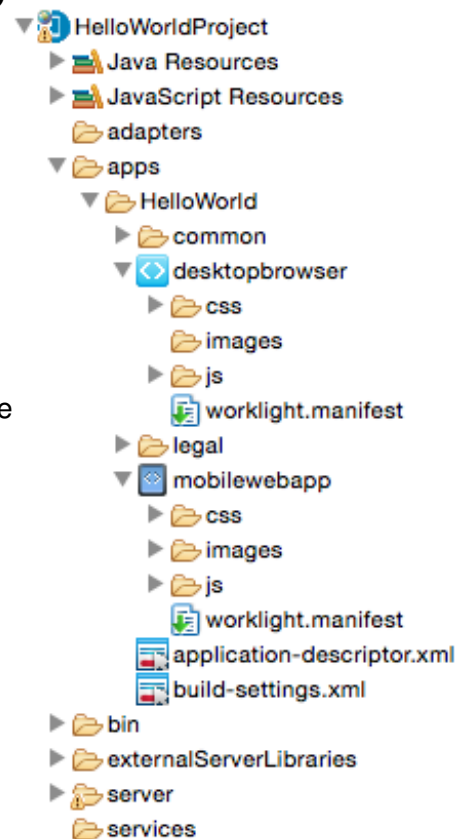 HelloWorldProject
Java Resources
JavaScript Resources
adapters
apps
HelloWorld
common
desktopbrowser
css
images
js
worklight.manifest
e
legal
mobilewebapp
css
images
js
worklight.manifest
application-descriptor.xml
build-settings.xml
bin
externalServerLibraries
server
services